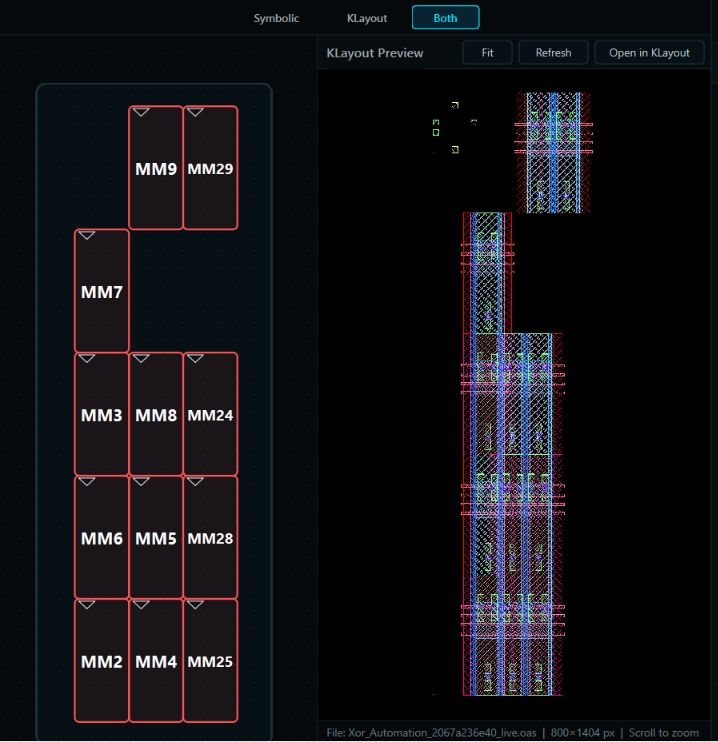 Symbolic KLayout Both
KLayout Preview Fit Refresh Open in KLayout
MM9 MM29
MM7
MM3 MM8 MM24
MM6 MM5 MM28
MM2 MM4 MM25
File: Xor_Automation_2067a236e40_live.oas | 800×1404 px | Scroll to zoom